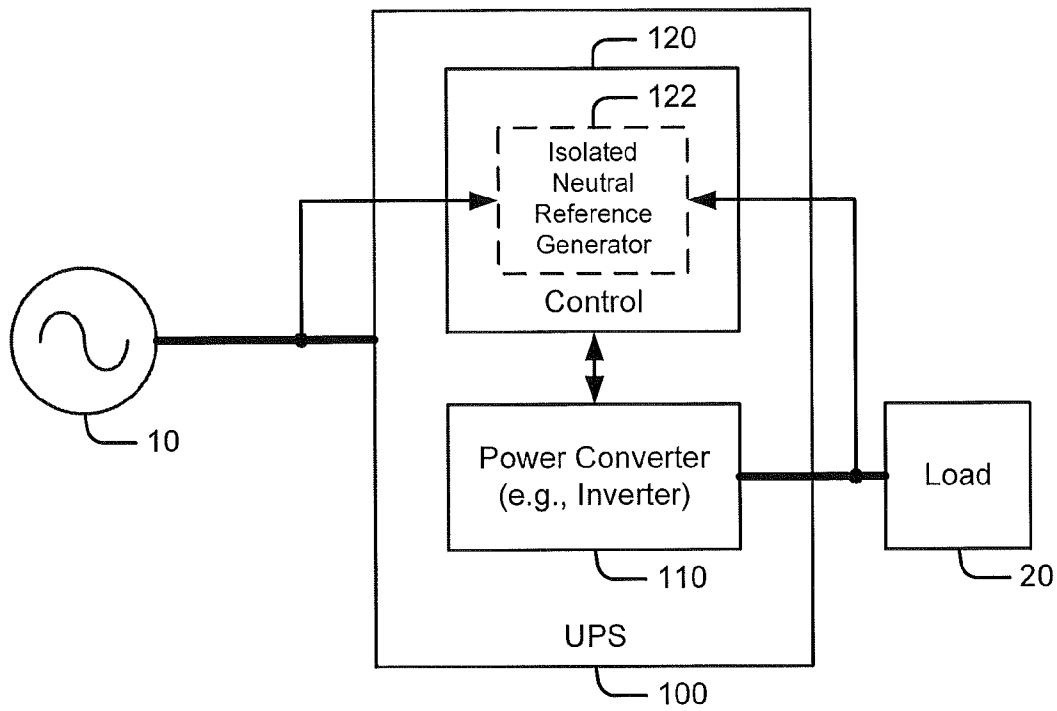 120
122
Isolated
Neutral
Reference
Generator
Control
10
Power Converter
(e.g., Inverter)
Load
110
20
UPS
100